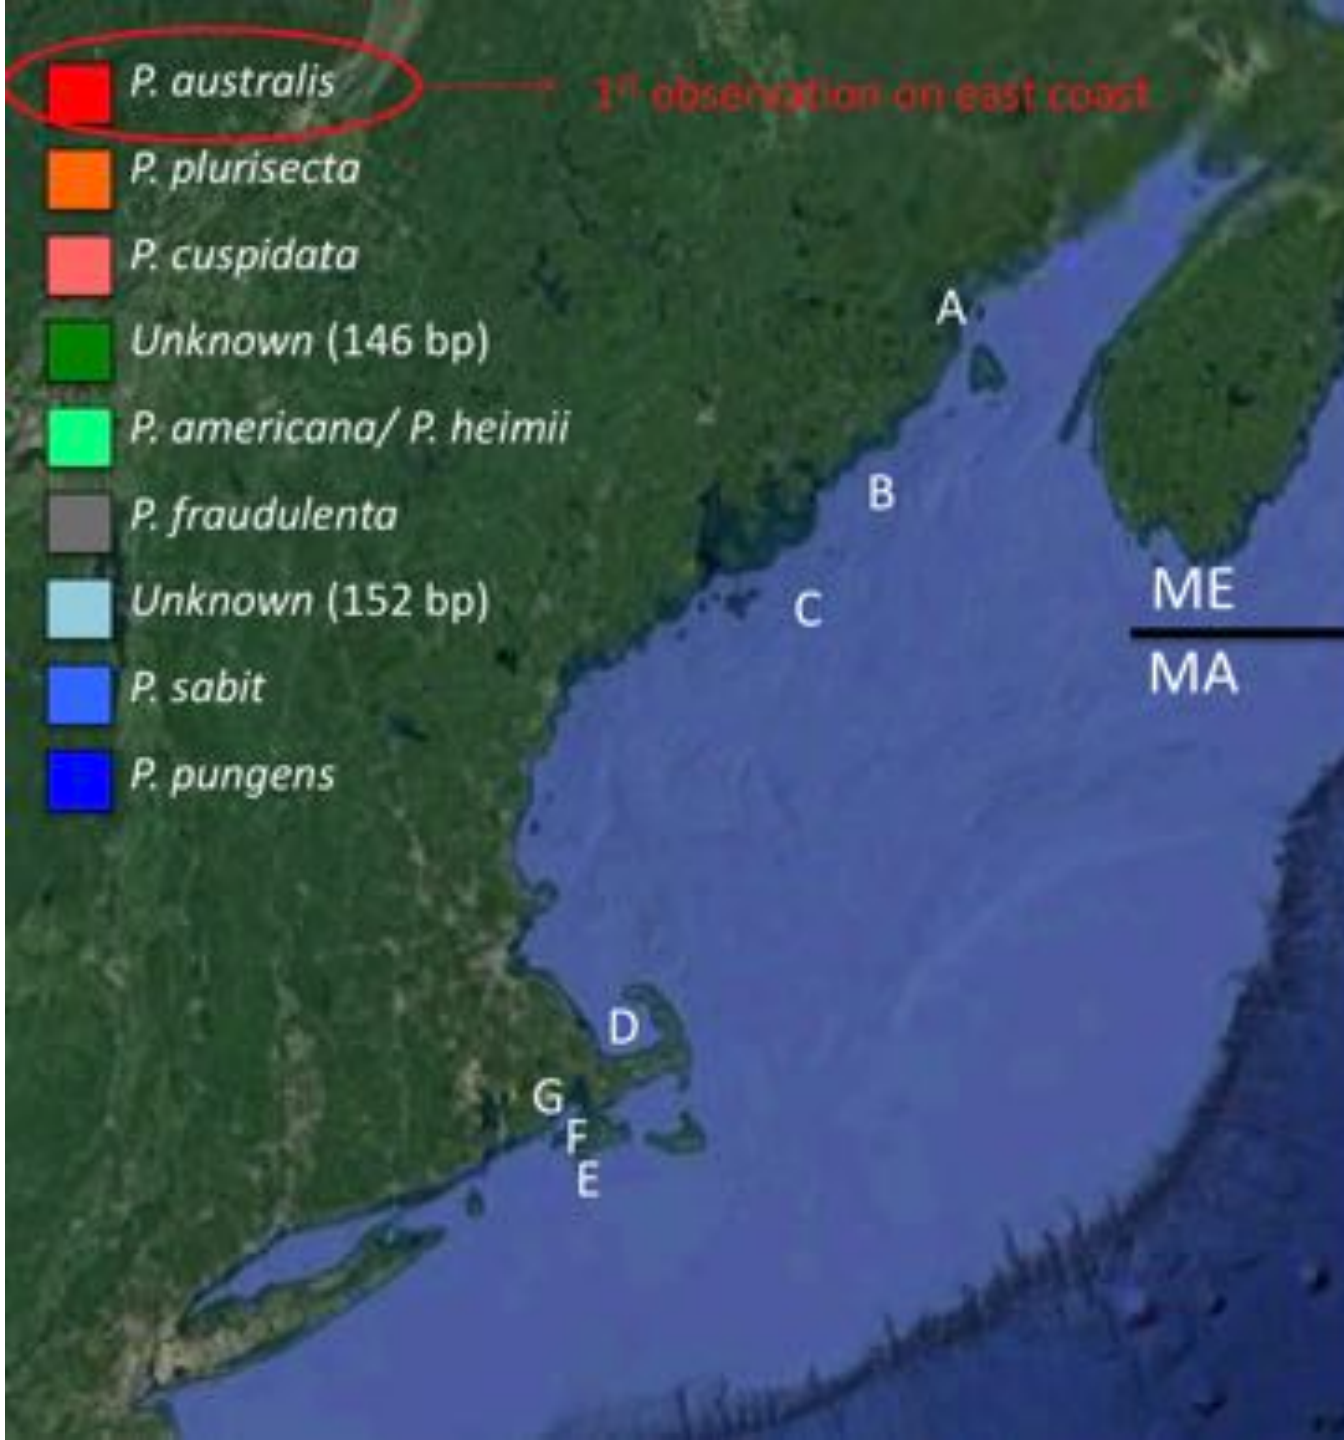 P. australis
1st observation on east coast
P. plurisecta
P. cuspidata
Unknown (146 bp)
P. americana/ P. heimii
P. fraudulenta
Unknown (152 bp)
P. sabit
P. pungens
A
B
C
ME
MA
D
G
F
E